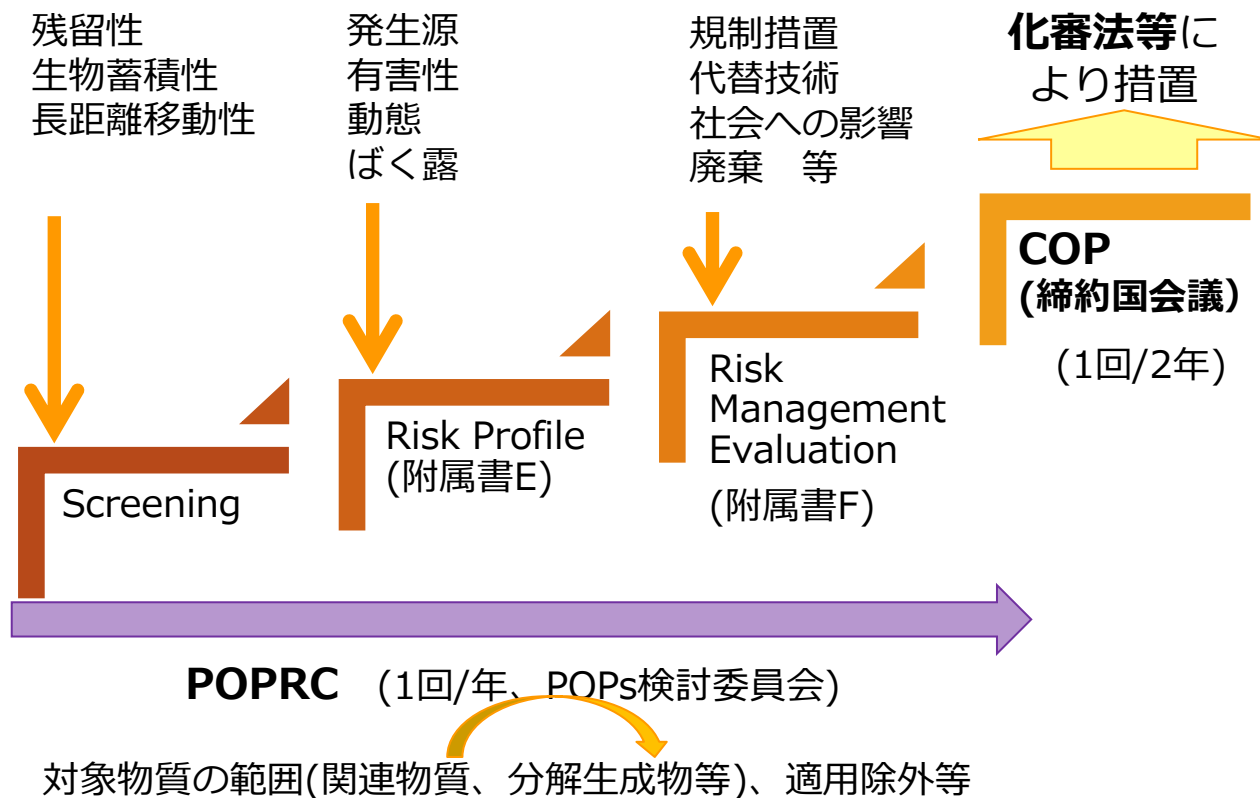 残留性
生物蓄積性
長距離移動性
発生源
有害性
動態
ばく露
規制措置
代替技術
社会への影響
廃棄　等
化審法等に
より措置
Screening
Risk Profile
(附属書E)
Risk
Management
Evaluation
(附属書F)
COP
(締約国会議）
(1回/2年)
POPRC　(1回/年、POPs検討委員会)
対象物質の範囲(関連物質、分解生成物等)、適用除外等